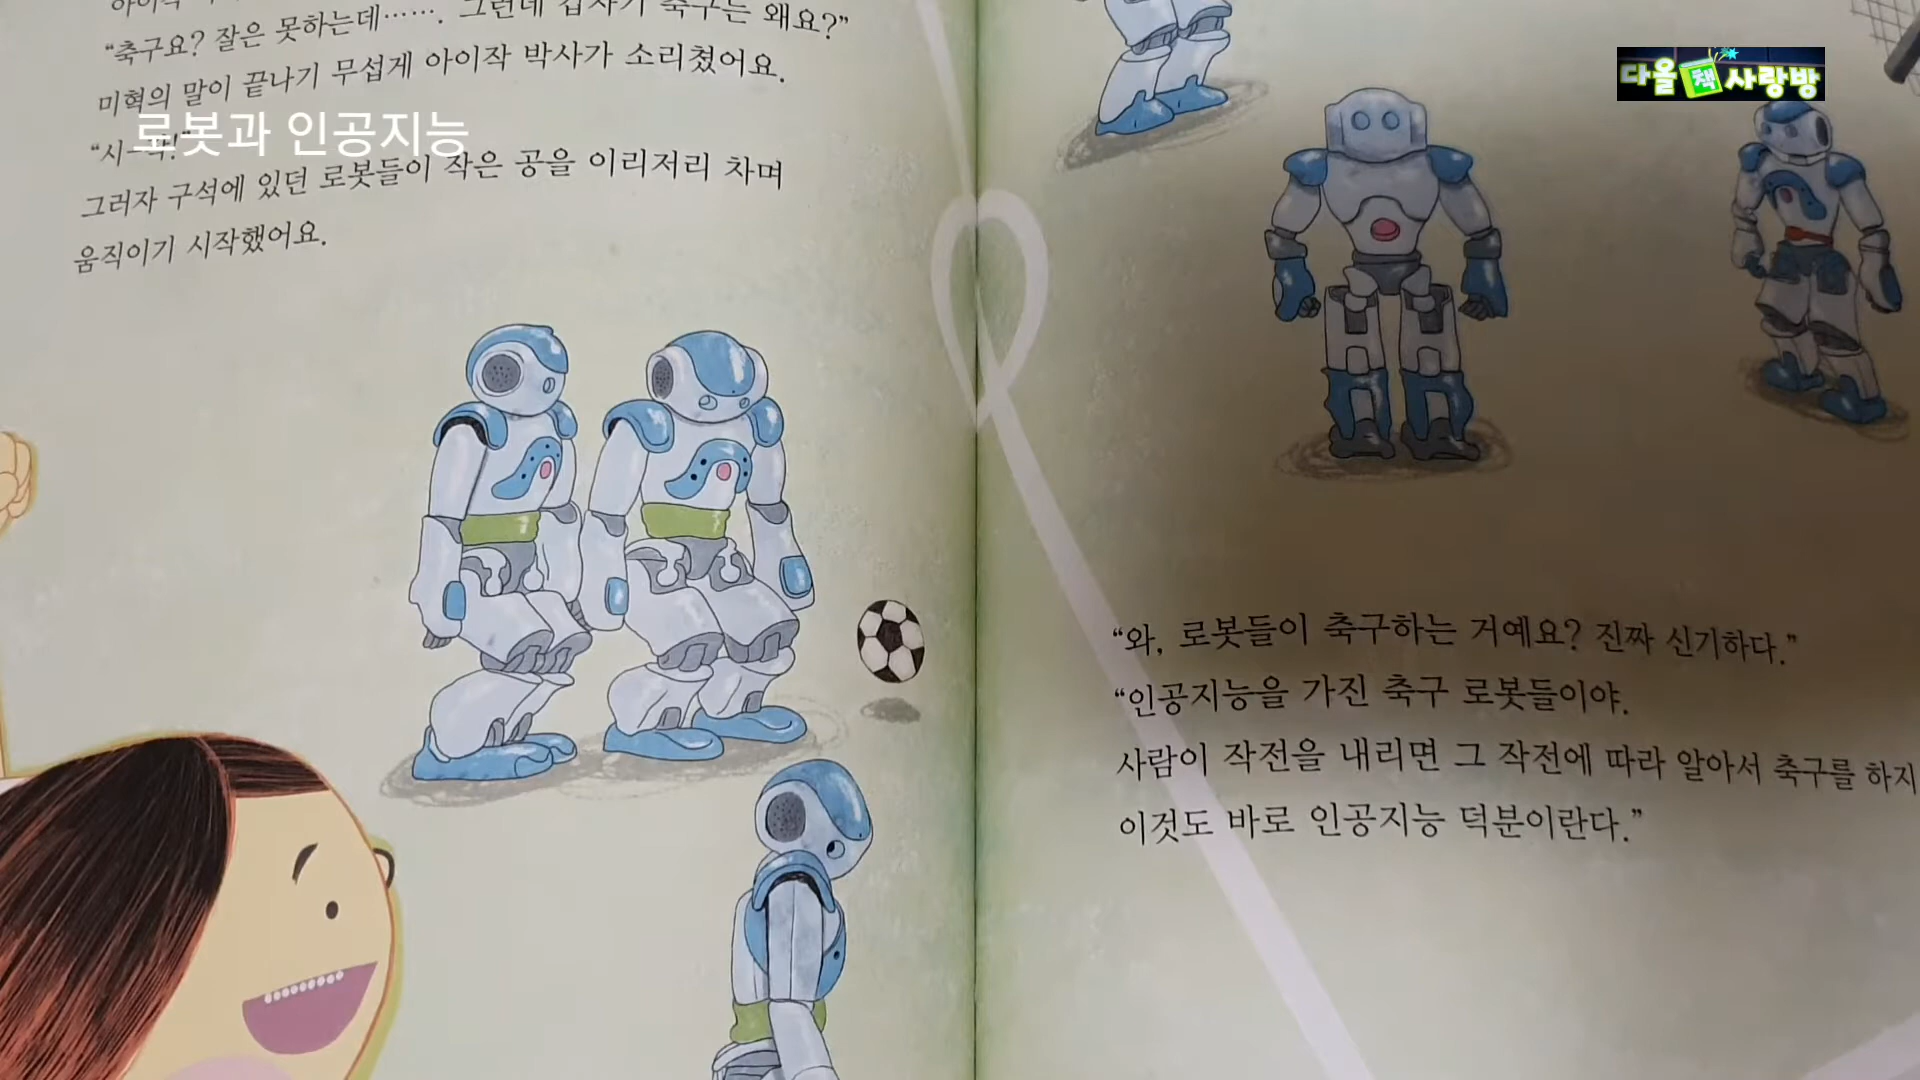 “축구요? 잘은 못하는데……. 그런데 갑자기 축구는 왜요?”
미혁의 말이 끝나기 무섭게 아이작 박사가 소리쳤어요.
로봇과 인공지능
그러자 구석에 있던 로봇들이 작은 공을 이리저리 차며
움직이기 시작했어요.
다올 책 사랑방
“와, 로봇들이 축구하는 거예요? 진짜 신기하다.”
“인공지능을 가진 축구 로봇들이야.
사람이 작전을 내리면 그 작전에 따라 알아서 축구를 하지
이것도 바로 인공지능 덕분이란다.”